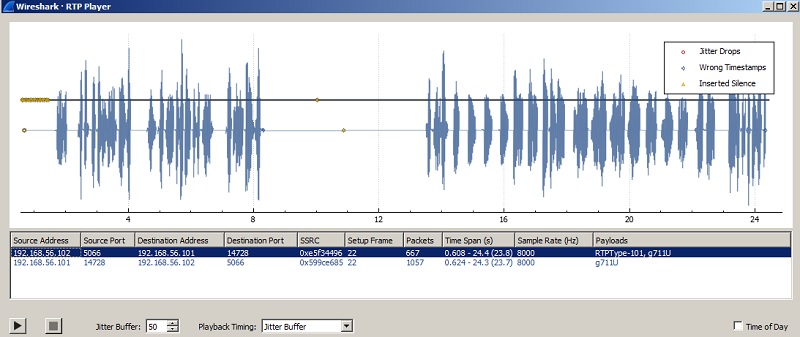 Wireshark · RTP Player
Jitter Drops
Wrong Timestamps
Inserted Silence
4 8 12 16 20 24
Source Address Source Port Destination Address Destination Port SSRC Setup Frame Packets Time Span (s) Sample Rate (Hz) Payloads
192.168.56.102 5066 192.168.56.101 14728 0xe5f34496 22 667 0.608 - 24.4 (23.8) 8000 RTPType-101, g711U
192.168.56.101 14728 192.168.56.102 5066 0x599ce685 22 1057 0.624 - 24.3 (23.7) 8000 g711U
Jitter Buffer: 50 Playback Timing: Jitter Buffer Time of Day